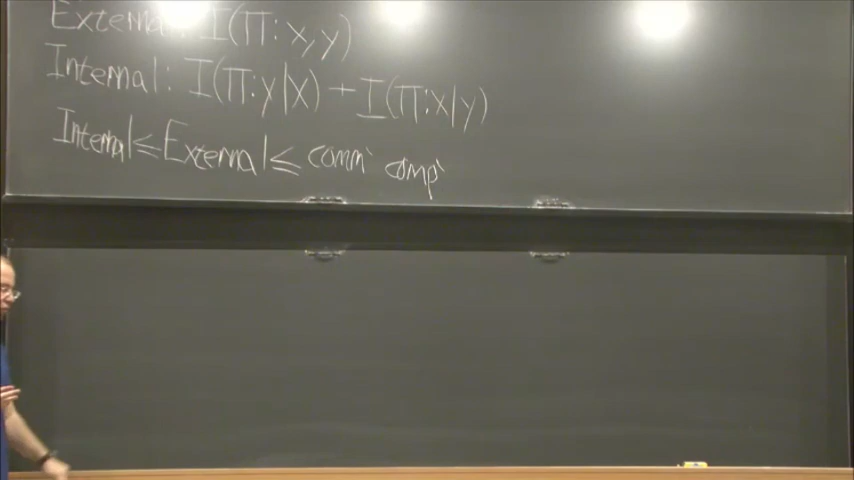 External: I(Π:x,y)
Internal: I(Π:y|x) + I(Π:x|y)
Internal ≤ External ≤ comm' comp'